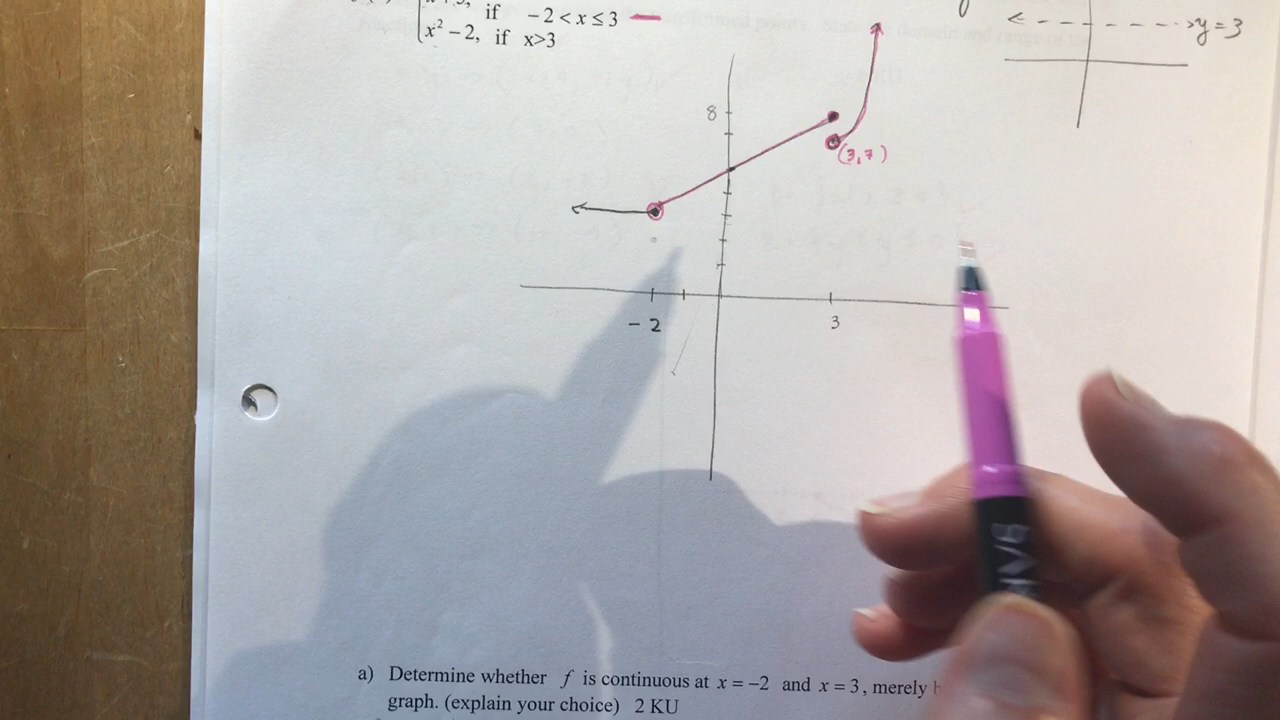 if -2 < x ≤ 3
x² - 2, if x>3
y = 3
8
(3,7)
-2
3
a) Determine whether f is continuous at x = -2 and x = 3, merely b
graph. (explain your choice) 2 KU